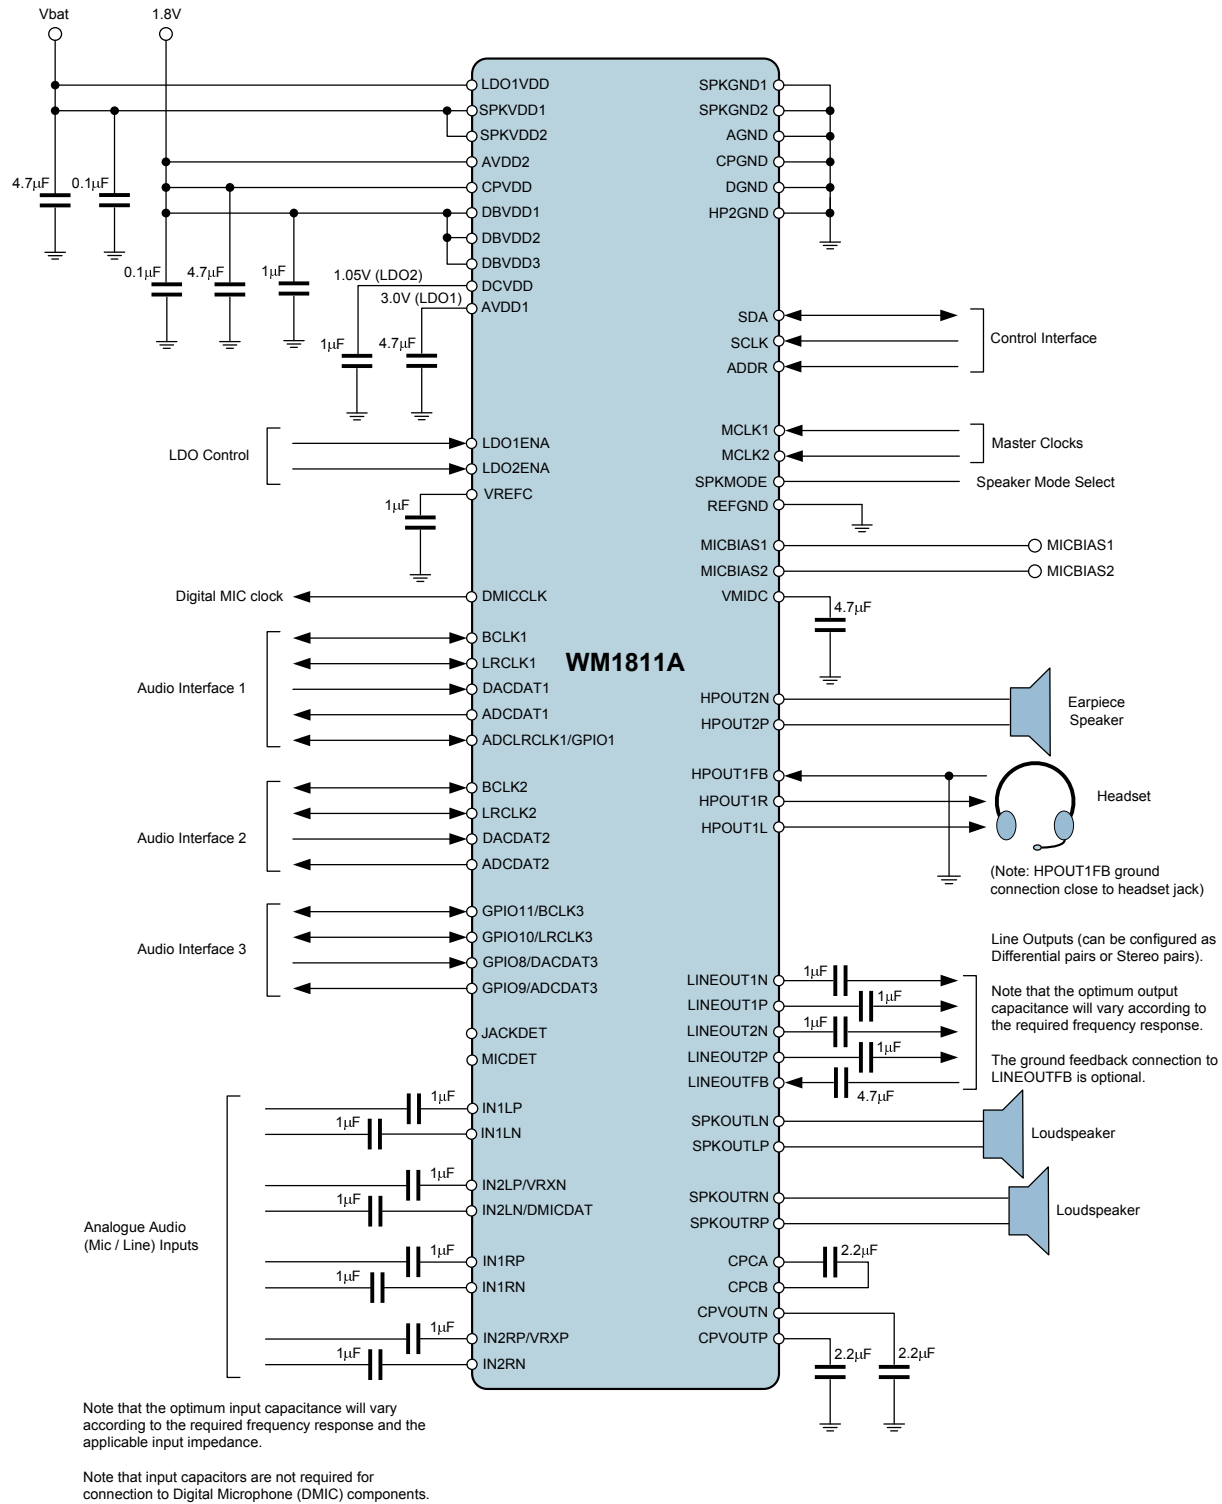 Vbat
1.8V
LDO1VDD
SPKVDD1
SPKVDD2
AVDD2
CPVDD
DBVDD1
DBVDD2
DBVDD3
DCVDD
AVDD1
4.7µF
0.1µF
0.1µF
4.7µF
1µF
1.05V (LDO2)
3.0V (LDO1)
1µF
4.7µF
LDO Control
LDO1ENA
LDO2ENA
VREFC
1µF
Digital MIC clock
DMICCLK
Audio Interface 1
BCLK1
LRCLK1
DACDAT1
ADCDAT1
ADCLRCLK1/GPIO1
Audio Interface 2
BCLK2
LRCLK2
DACDAT2
ADCDAT2
Audio Interface 3
GPIO11/BCLK3
GPIO10/LRCLK3
GPIO8/DACDAT3
GPIO9/ADCDAT3
JACKDET
MICDET
Analogue Audio
(Mic / Line) Inputs
1µF
IN1LP
1µF
IN1LN
1µF
IN2LP/VRXN
1µF
IN2LN/DMICDAT
1µF
IN1RP
1µF
IN1RN
1µF
IN2RP/VRXP
1µF
IN2RN
Note that the optimum input capacitance will vary
according to the required frequency response and the
applicable input impedance.
Note that input capacitors are not required for
connection to Digital Microphone (DMIC) components.
WM1811A
SPKGND1
SPKGND2
AGND
CPGND
DGND
HP2GND
SDA
SCLK
ADDR
Control Interface
MCLK1
MCLK2
Master Clocks
SPKMODE
Speaker Mode Select
REFGND
MICBIAS1
MICBIAS1
MICBIAS2
MICBIAS2
VMIDC
4.7µF
HPOUT2N
HPOUT2P
Earpiece
Speaker
HPOUT1FB
HPOUT1R
HPOUT1L
Headset
(Note: HPOUT1FB ground
connection close to headset jack)
Line Outputs (can be configured as
Differential pairs or Stereo pairs).
Note that the optimum output
capacitance will vary according to
the required frequency response.
The ground feedback connection to
LINEOUTFB is optional.
LINEOUT1N
1µF
LINEOUT1P
1µF
LINEOUT2N
1µF
LINEOUT2P
1µF
LINEOUTFB
4.7µF
SPKOUTLN
SPKOUTLP
Loudspeaker
SPKOUTRN
SPKOUTRP
Loudspeaker
CPCA
2.2µF
CPCB
CPVOUTN
CPVOUTP
2.2µF
2.2µF